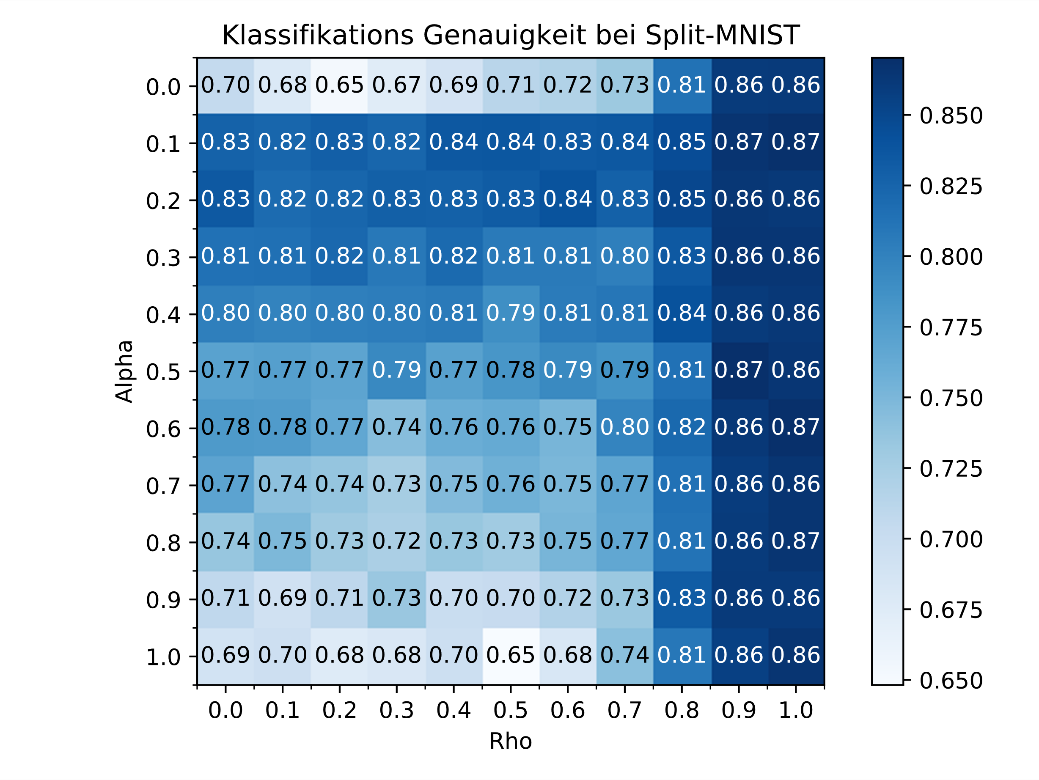 Klassifikations Genauigkeit bei Split-MNIST
0.0 0.70 0.68 0.65 0.67 0.69 0.71 0.72 0.73 0.81 0.86 0.86
0.1 0.83 0.82 0.83 0.82 0.84 0.84 0.83 0.84 0.85 0.87 0.87
0.2 0.83 0.82 0.82 0.83 0.83 0.83 0.84 0.83 0.85 0.86 0.86
0.3 0.81 0.81 0.82 0.81 0.82 0.81 0.81 0.80 0.83 0.86 0.86
0.4 0.80 0.80 0.80 0.80 0.81 0.79 0.81 0.81 0.84 0.86 0.86
0.5 0.77 0.77 0.77 0.79 0.77 0.78 0.79 0.79 0.81 0.87 0.86
0.6 0.78 0.78 0.77 0.74 0.76 0.76 0.75 0.80 0.82 0.86 0.87
0.7 0.77 0.74 0.74 0.73 0.75 0.76 0.75 0.77 0.81 0.86 0.86
0.8 0.74 0.75 0.73 0.72 0.73 0.73 0.75 0.77 0.81 0.86 0.87
0.9 0.71 0.69 0.71 0.73 0.70 0.70 0.72 0.73 0.83 0.86 0.86
1.0 0.69 0.70 0.68 0.68 0.70 0.65 0.68 0.74 0.81 0.86 0.86
0.0 0.1 0.2 0.3 0.4 0.5 0.6 0.7 0.8 0.9 1.0
Rho
Alpha
0.850
0.825
0.800
0.775
0.750
0.725
0.700
0.675
0.650